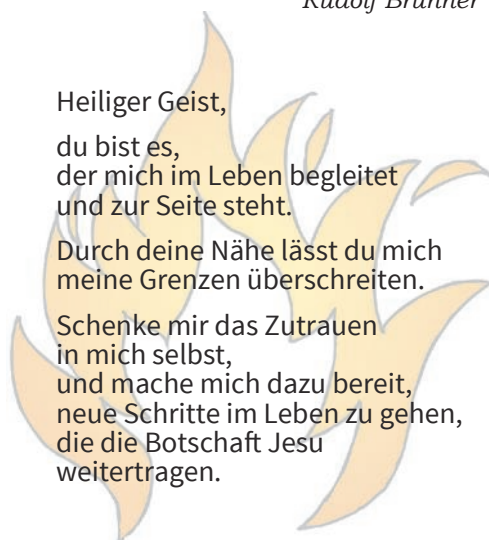 Rudolf Brunner
Heiliger Geist,
du bist es,
der mich im Leben begleitet
und zur Seite steht.
Durch deine Nähe lässt du mich
meine Grenzen überschreiten.
Schenke mir das Zutrauen
in mich selbst,
und mache mich dazu bereit,
neue Schritte im Leben zu gehen,
die die Botschaft Jesu
weitertragen.